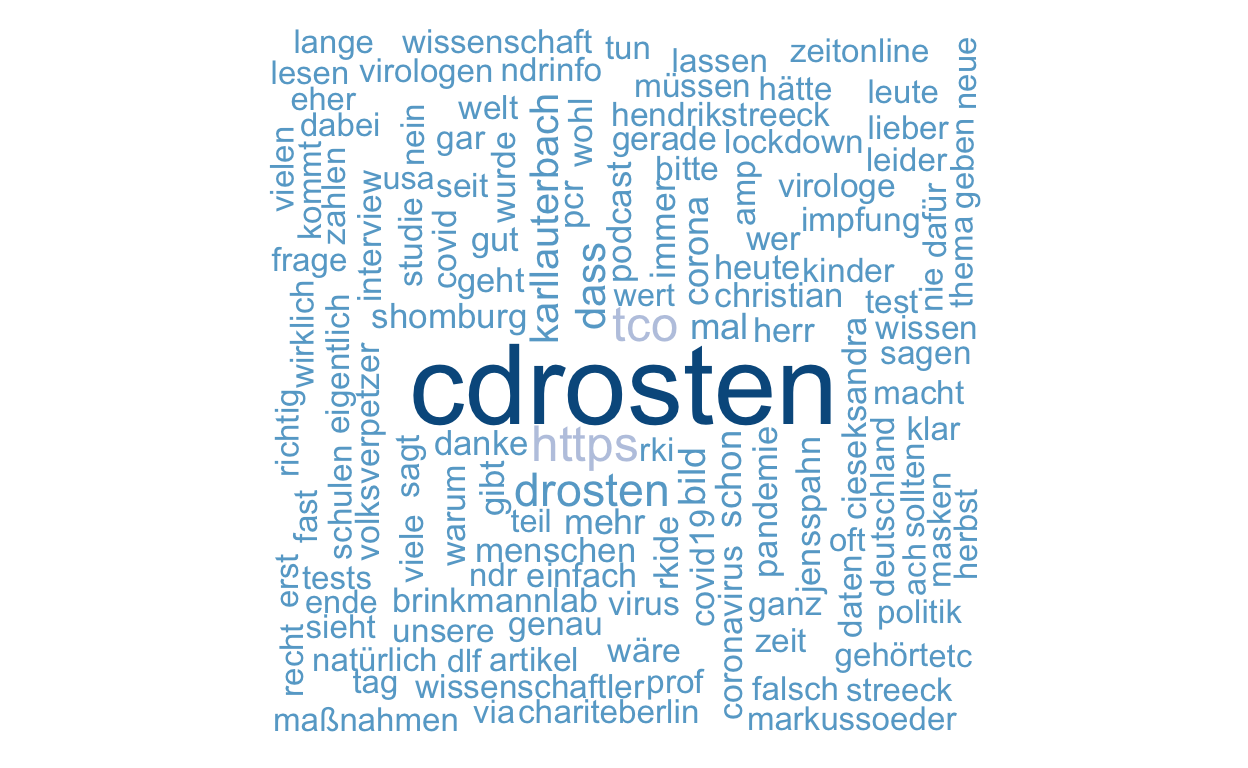 lange wissenschaft tun
lassen zeitonline neue
lesen virologen ndrinfo
müssen hätte leute
eher welt
dabei nein gar wurde karllauterbach wohl
hendrikstreeck lieber
gerade lockdown
vielen kommt zahlen
usa seit pcr podcast bitte amp leider geben
interview studie covid immer corona virologe
impfung dafür thema
gut dass wer
frage geht heute kinder nie
wert christian test
wirklich eigentlich shomburg tco mal herr wissen
cieseksandra sagen
cdrosten
richtig volksverpetzer macht
danke https rki klar
schulen sagt warum gibt bild schon pandemie jensspahn deutschland sollten
drosten
fast viele teil mehr rkide covid19 oft ach masken herbst
menschen
erst tests ndr einfach coronavirus daten
ende brinkmannlab virus ganz politik
sieht unsere genau zeit
recht natürlich dlf artikel wäre gehört etc
tag wissenschaftler prof falsch streeck
maßnahmen via chariteberlin markussoeder